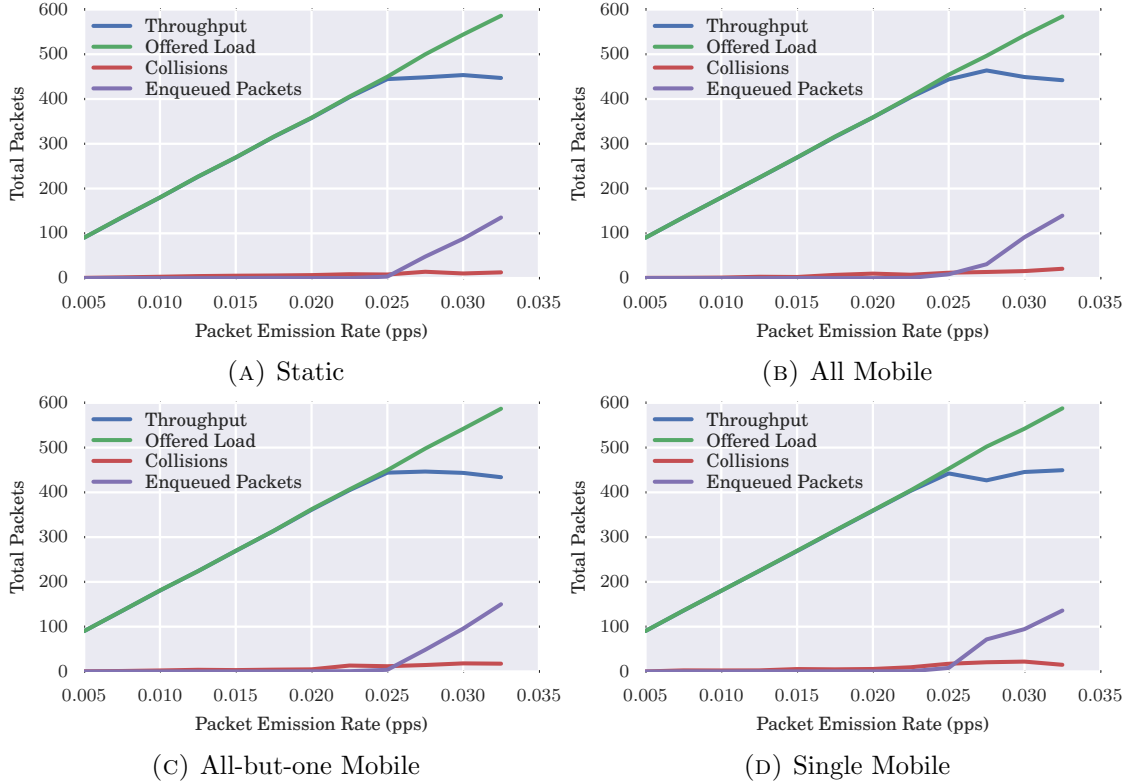 600
500
400
300
200
100
0
Total Packets
Throughput
Offered Load
Collisions
Enqueued Packets
0.005 0.010 0.015 0.020 0.025 0.030 0.035
Packet Emission Rate (pps)
(A) Static
600
500
400
300
200
100
0
Total Packets
Throughput
Offered Load
Collisions
Enqueued Packets
0.005 0.010 0.015 0.020 0.025 0.030 0.035
Packet Emission Rate (pps)
(B) All Mobile
600
500
400
300
200
100
0
Total Packets
Throughput
Offered Load
Collisions
Enqueued Packets
0.005 0.010 0.015 0.020 0.025 0.030 0.035
Packet Emission Rate (pps)
(C) All-but-one Mobile
600
500
400
300
200
100
0
Total Packets
Throughput
Offered Load
Collisions
Enqueued Packets
0.005 0.010 0.015 0.020 0.025 0.030 0.035
Packet Emission Rate (pps)
(D) Single Mobile